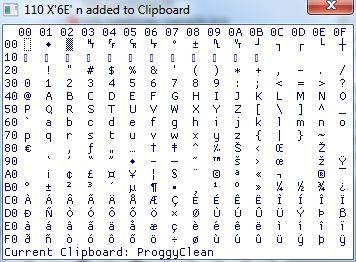 110 X'6E' n added to Clipboard
00 01 02 03 04 05 06 07 08 09 0A 0B 0C 0D 0E 0F
00 ◆ ▒ ␉ ␌ ␍ ␊ ° ± ␤ ␋ ┘ ┐ ┌ └ ┼
10
20 ! " # $ % & ' ( ) * + , - . /
30 0 1 2 3 4 5 6 7 8 9 : ; < = > ?
40 @ A B C D E F G H I J K L M N O
50 P Q R S T U V W X Y Z [ \ ] ^ _
60 ` a b c d e f g h i j k l m n o
70 p q r s t u v w x y z { | } ~
80 € ‚ ƒ „ … † ‡ ˆ ‰ Š ‹ Œ Ž
90 ‘ ’ “ ” • – — ˜ ™ š › œ ž Ÿ
A0 ¡ ¢ £ ¤ ¥ ¦ § ¨ © ª « ¬ ® ¯
B0 ° ± ² ³ ´ µ ¶ · ¸ ¹ º » ¼ ½ ¾ ¿
C0 À Á Â Ã Ä Å Æ Ç È É Ê Ë Ì Í Î Ï
D0 Ð Ñ Ò Ó Ô Õ Ö × Ø Ù Ú Û Ü Ý Þ ß
E0 à á â ã ä å æ ç è é ê ë ì í î ï
F0 ð ñ ò ó ô õ ö ÷ ø ù ú û ü ý þ ÿ
Current Clipboard: ProggyClean